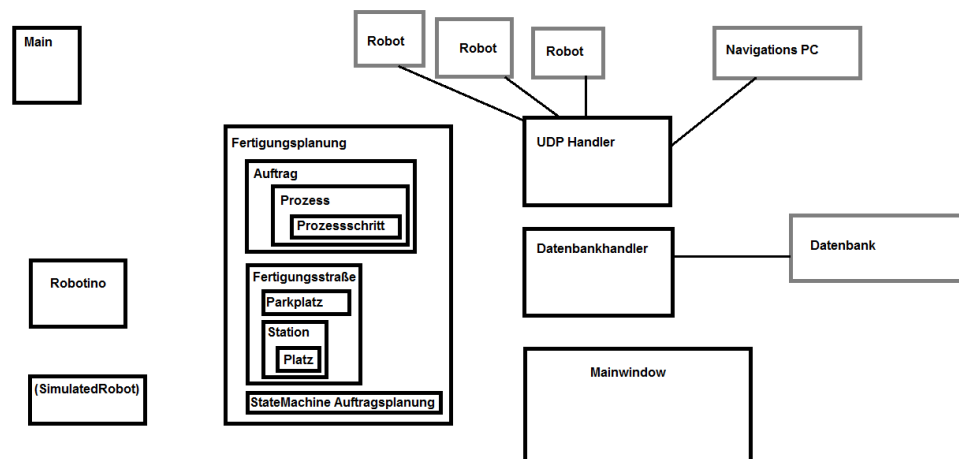 Main
Robot
Robot
Robot
Navigations PC
UDP Handler
Fertigungsplanung
Auftrag
Prozess
Prozessschritt
Fertigungsstraße
Parkplatz
Station
Platz
StateMachine Auftragsplanung
Robotino
(SimulatedRobot)
Datenbankhandler
Datenbank
Mainwindow